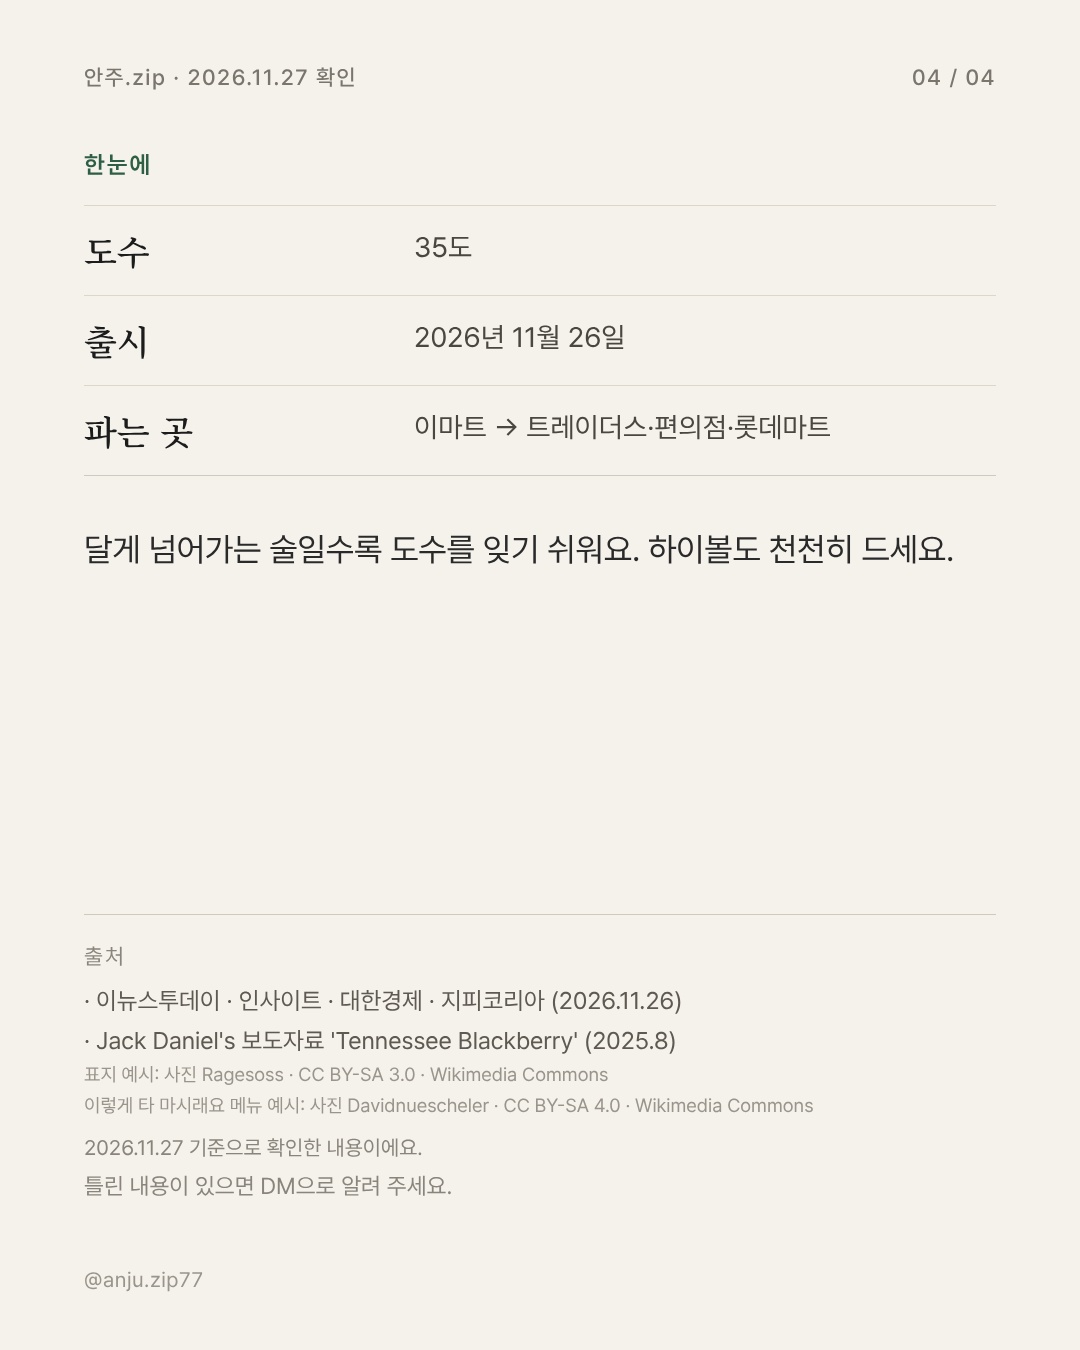 안주.zip · 2026.11.27 확인
04 / 04
한눈에
도수
35도
출시
2026년 11월 26일
파는 곳
이마트 → 트레이더스·편의점·롯데마트
달게 넘어가는 술일수록 도수를 잊기 쉬워요. 하이볼도 천천히 드세요.
출처
· 이뉴스투데이 · 인사이트 · 대한경제 · 지피코리아 (2026.11.26)
· Jack Daniel's 보도자료 'Tennessee Blackberry' (2025.8)
표지 예시: 사진 Ragesoss · CC BY-SA 3.0 · Wikimedia Commons
이렇게 타 마시래요 메뉴 예시: 사진 Davidnuescheler · CC BY-SA 4.0 · Wikimedia Commons
2026.11.27 기준으로 확인한 내용이에요.
틀린 내용이 있으면 DM으로 알려 주세요.
@anju.zip77